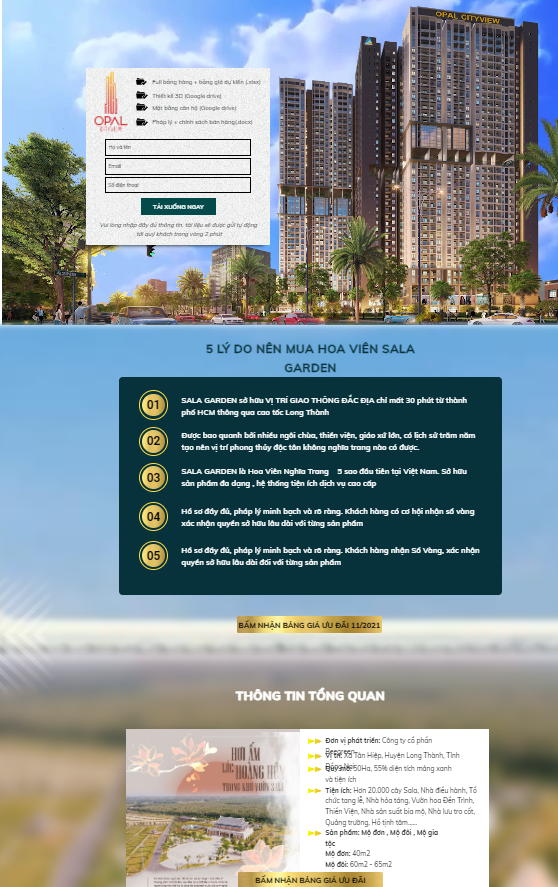 OPAL CITYVIEW
Full bảng hàng + bảng giá dự kiến (.xlsx)
Thiết kế 3D (Google drive)
Mặt bằng căn hộ (Google drive)
Pháp lý + chính sách bán hàng(.docx)
OPAL
CITYVIEW
Họ và tên
Email
Số điện thoại
TẢI XUỐNG NGAY
Vui lòng nhập đầy đủ thông tin, tài liệu sẽ được gửi tự động
tới quý khách trong vòng 2 phút
5 LÝ DO NÊN MUA HOA VIÊN SALA
GARDEN
01
SALA GARDEN sở hữu VỊ TRÍ GIAO THÔNG ĐẮC ĐỊA chỉ mất 30 phút từ thành
phố HCM thông qua cao tốc Long Thành
02
Được bao quanh bởi nhiều ngôi chùa, thiền viện, giáo xứ lớn, có lịch sử trăm năm
tạo nên vị trí phong thủy độc tôn không nghĩa trang nào có được.
03
SALA GARDEN là Hoa Viên Nghĩa Trang 5 sao đầu tiên tại Việt Nam. Sở hữu
sản phẩm đa dạng , hệ thống tiện ích dịch vụ cao cấp
04
Hồ sơ đầy đủ, pháp lý minh bạch và rõ ràng. Khách hàng có cơ hội nhận sổ vàng
xác nhận quyền sở hữu lâu dài với từng sản phẩm
05
Hồ sơ đầy đủ, pháp lý minh bạch và rõ ràng. Khách hàng nhận Sổ Vàng, xác nhận
quyền sở hữu lâu dài đối với từng sản phẩm
BẤM NHẬN BẢNG GIÁ ƯU ĐÃI 11/2021
THÔNG TIN TỔNG QUAN
HƠI ẤM
LÚC HOÀNG HÔN
TRONG KHU VƯỜN SALA
Đơn vị phát triển: Công ty cổ phần
Vị trí: Xã Tân Hiệp, Huyện Long Thành, Tỉnh
Quy mô: 50Ha, 55% diện tích mảng xanh
và tiện ích
Tiện ích: Hơn 20.000 cây Sala, Nhà điều hành, Tổ
chức tang lễ, Nhà hỏa táng, Vườn hoa Đền Trình,
Thiền Viện, Nhà sản suất bia mộ, Nhà lưu tro cốt,
Quảng trường, Hồ tịnh tâm......
Sản phẩm: Mộ đơn , Mộ đôi , Mộ gia
tộc
Mộ đơn: 40m2
Mộ đôi: 60m2 - 65m2
BẤM NHẬN BẢNG GIÁ ƯU ĐÃI